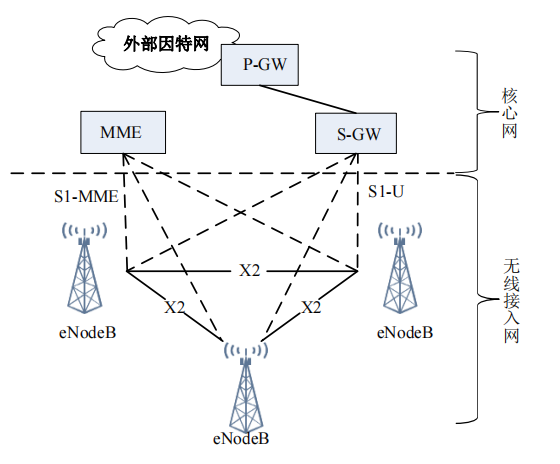 外部因特网
P-GW
MME
S-GW
核心网
S1-MME
S1-U
X2
X2
X2
eNodeB
eNodeB
eNodeB
无线接入网